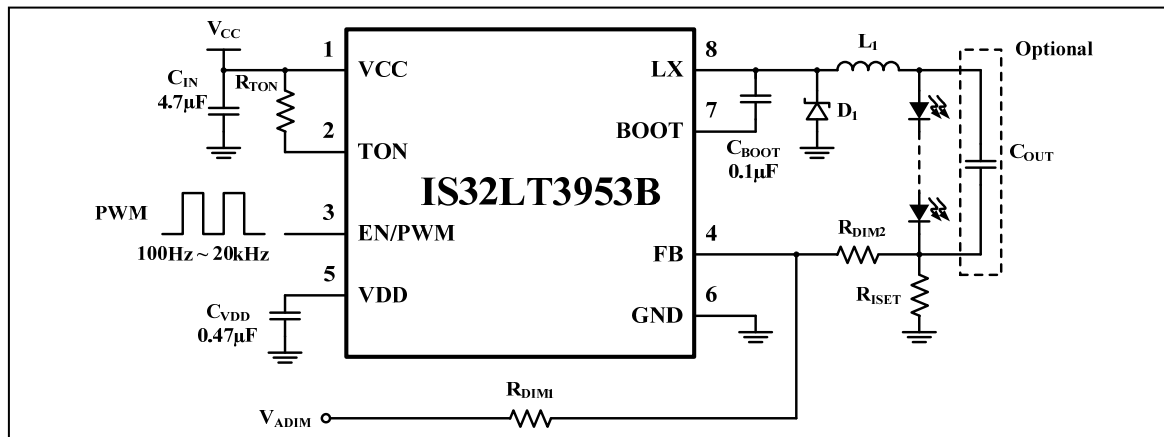 VCC
1
VCC
CIN
4.7µF
RTON
2
TON
PWM
3
EN/PWM
100Hz ~ 20kHz
5
VDD
CVDD
0.47µF
IS32LT3953B
8
LX
7
BOOT
CBOOT
0.1µF
D1
L1
Optional
COUT
4
FB
RDIM2
6
GND
RISET
RDIM1
VADIM